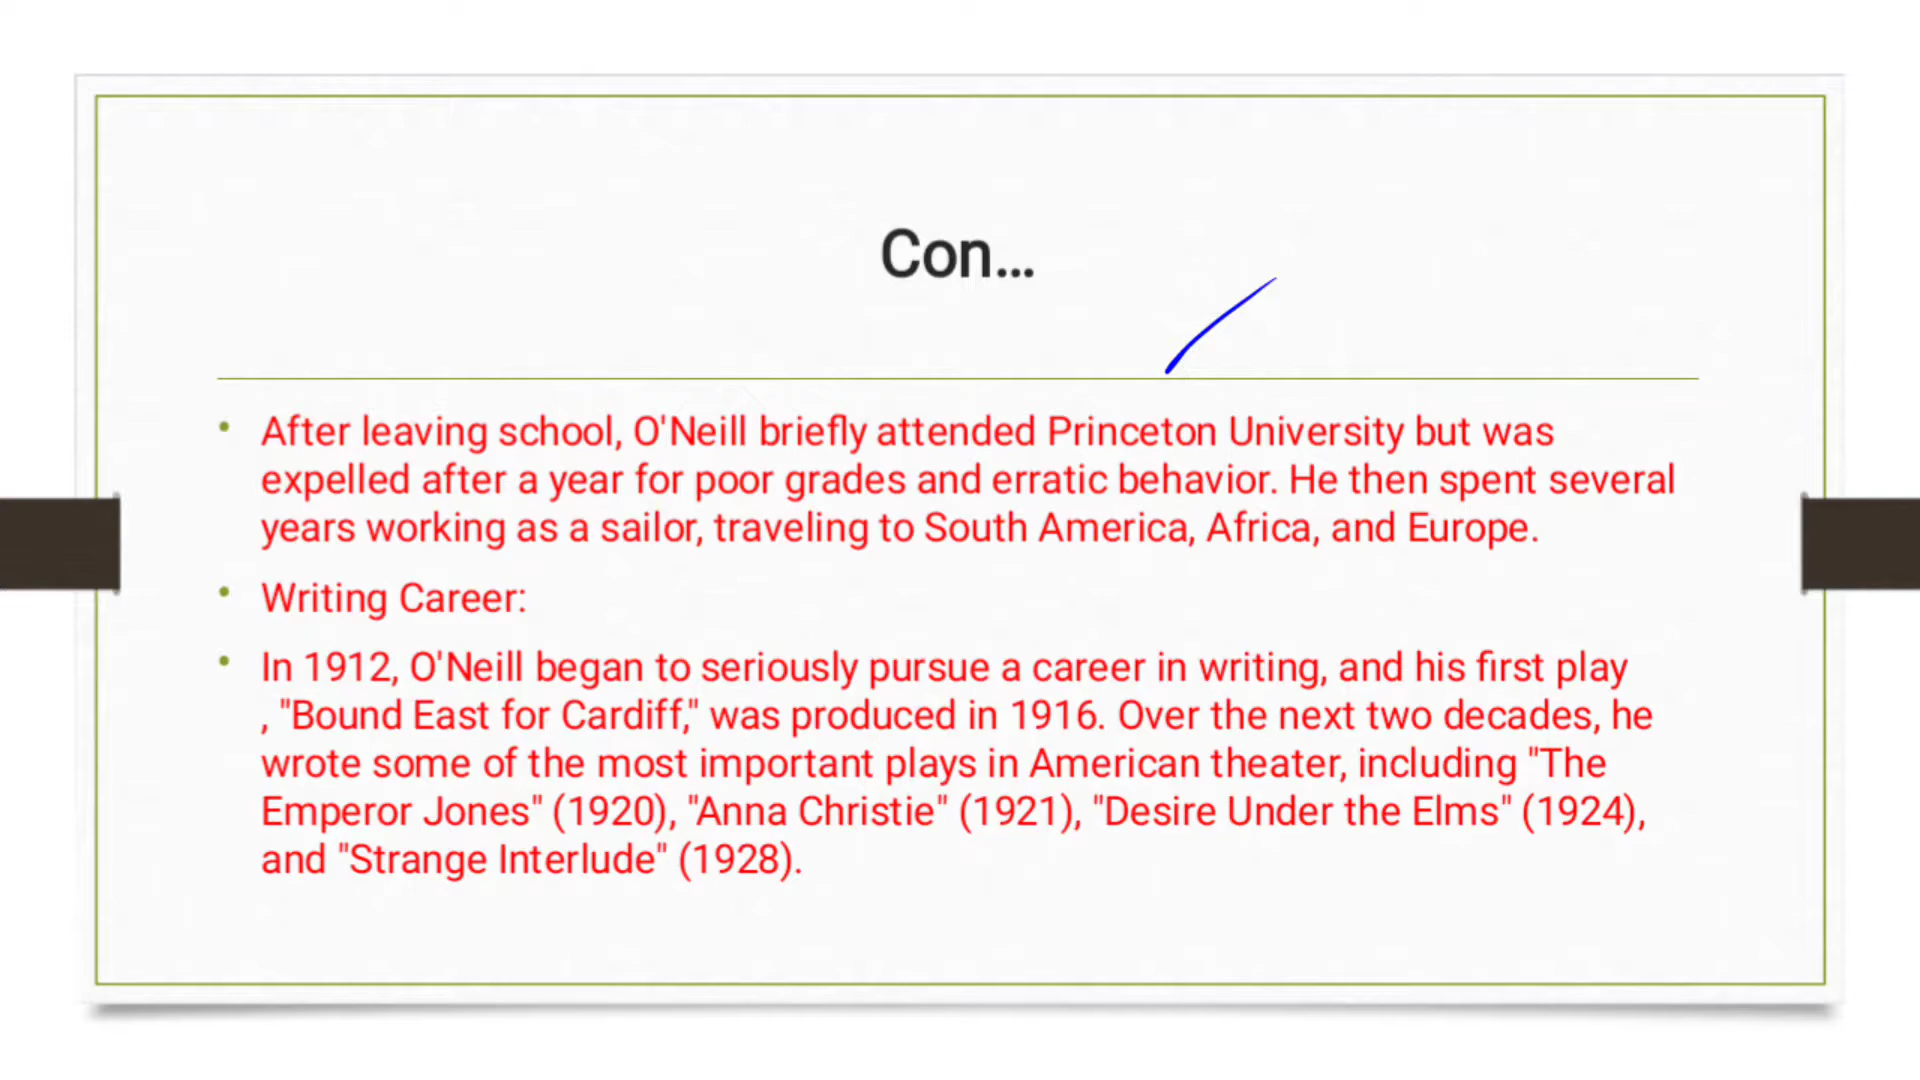 Con...
• After leaving school, O'Neill briefly attended Princeton University but was
expelled after a year for poor grades and erratic behavior. He then spent several
years working as a sailor, traveling to South America, Africa, and Europe.
• Writing Career:
• In 1912, O'Neill began to seriously pursue a career in writing, and his first play
, "Bound East for Cardiff," was produced in 1916. Over the next two decades, he
wrote some of the most important plays in American theater, including "The
Emperor Jones" (1920), "Anna Christie" (1921), "Desire Under the Elms" (1924),
and "Strange Interlude" (1928).